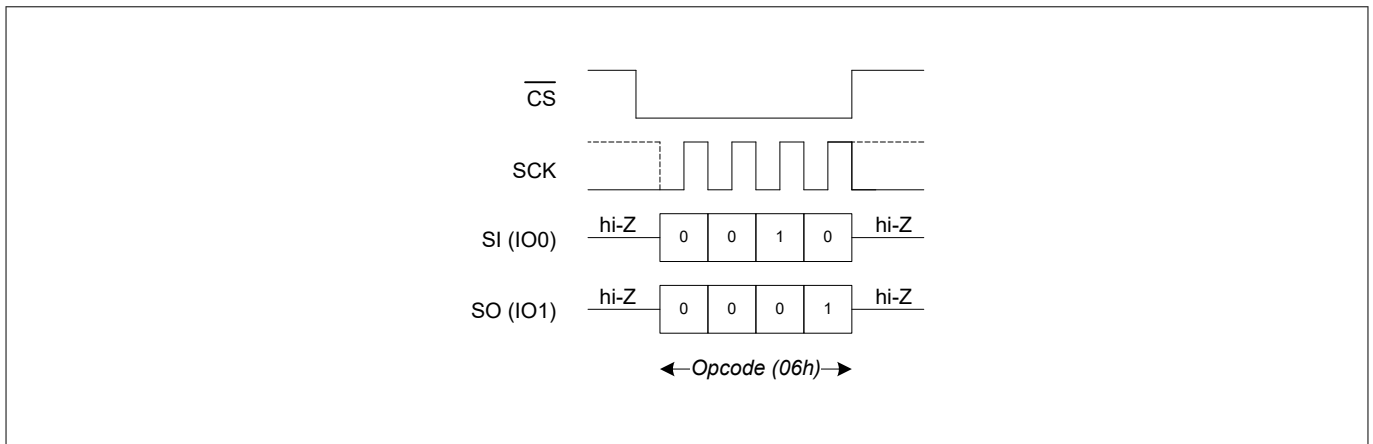 CS
SCK
SI (IO0) hi-Z 0 0 1 0 hi-Z
SO (IO1) hi-Z 0 0 0 1 hi-Z
Opcode (06h)